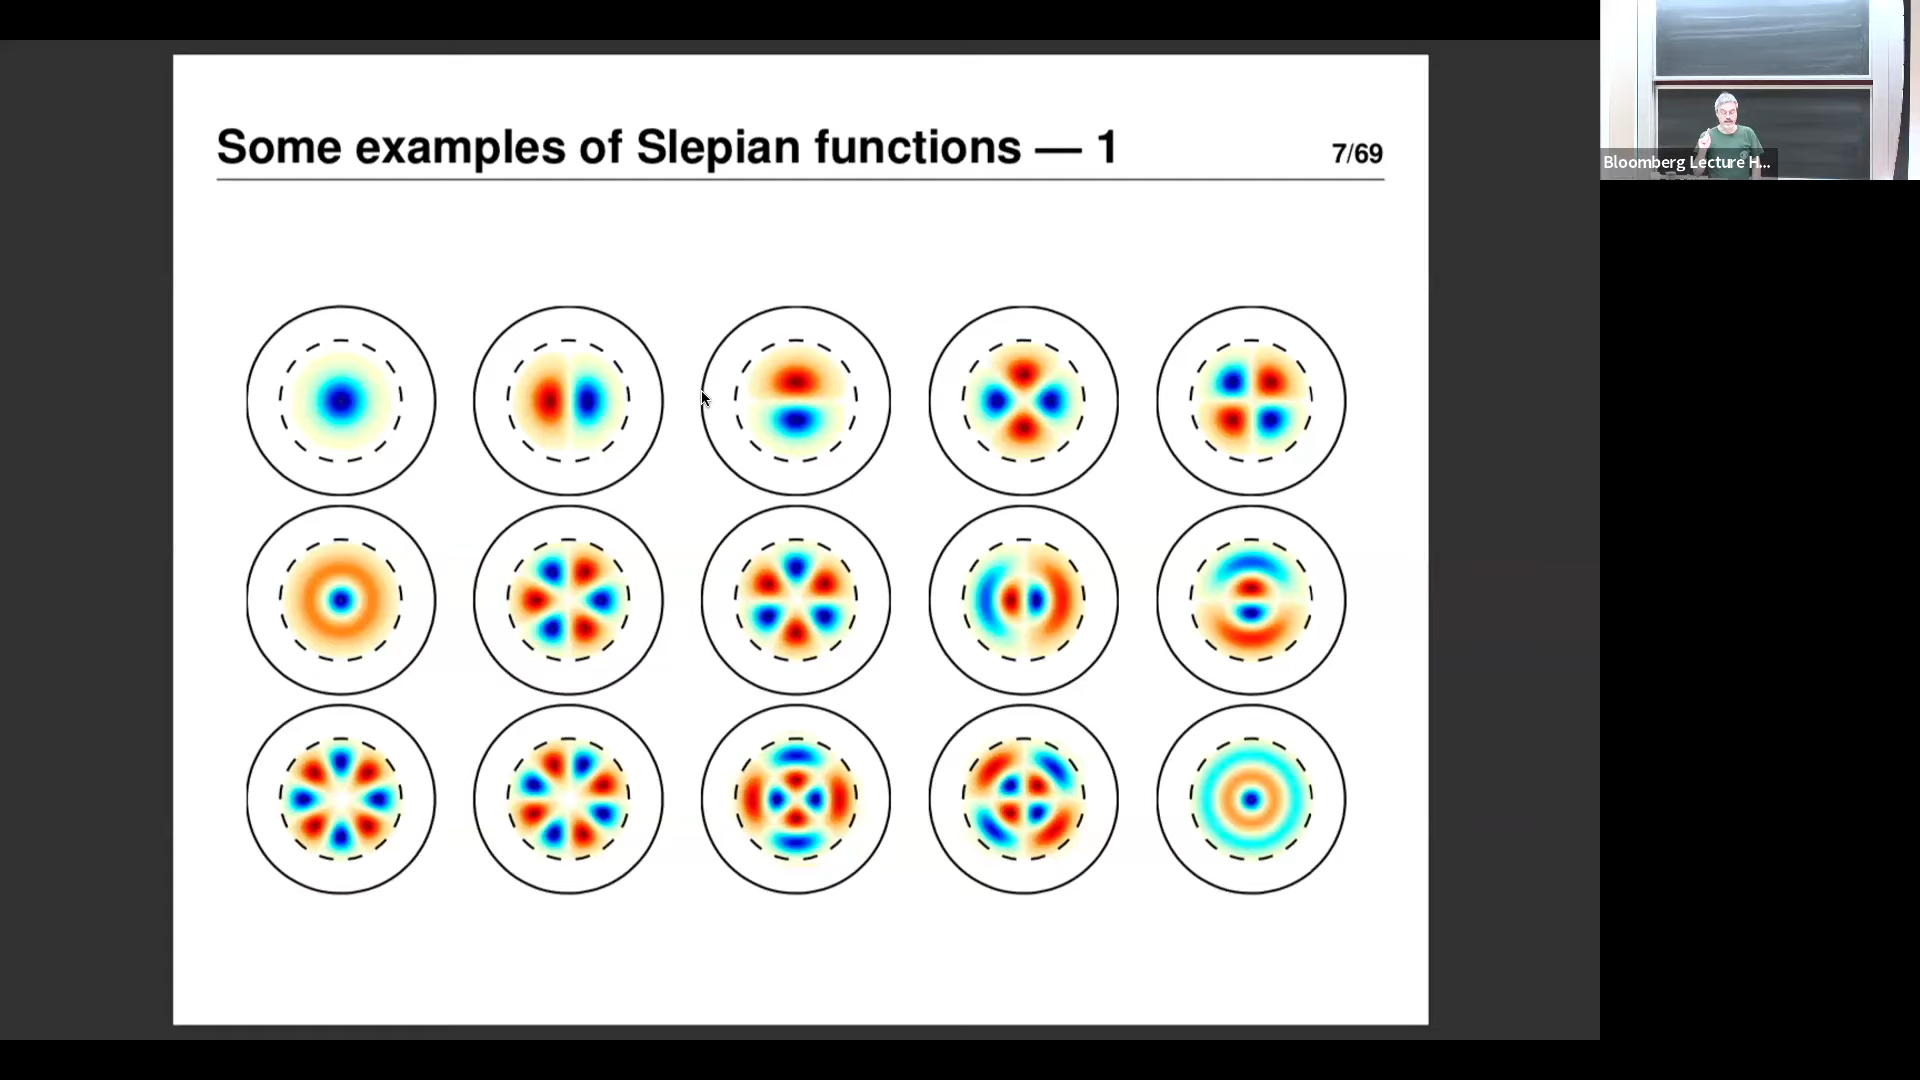 Some examples of Slepian functions — 1
7/69
Bloomberg Lecture H...